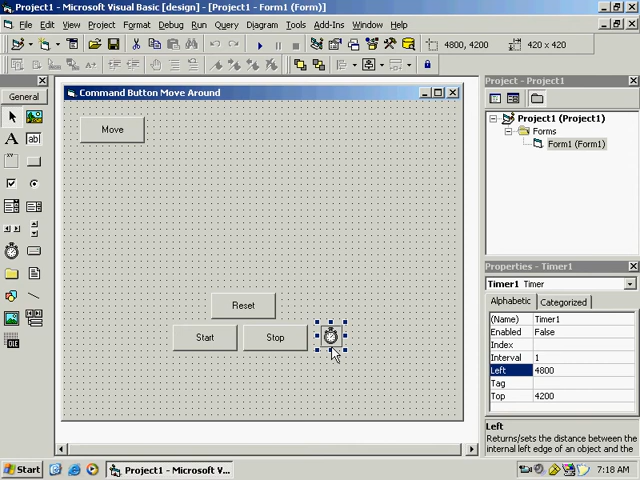 Project1 - Microsoft Visual Basic [design] - [Form1 (Form)]
File Edit View Project Format Debug Run Query Diagram Tools Add-Ins Window Help
4800, 4200 420 x 420
General
A
ab|
OLE
Command Button Move Around
Move
Reset
Start Stop
Project - Project1
Project1 (Project1)
Forms
Form1 (Form1)
Properties - Timer1
Timer1 Timer
Alphabetic Categorized
(Name) Timer1
Enabled False
Index
Interval 1
Left 4800
Tag
Top 4200
Left
Returns/sets the distance between the
internal left edge of an object and the
Start Project1 - Microsoft V... 7:18 AM